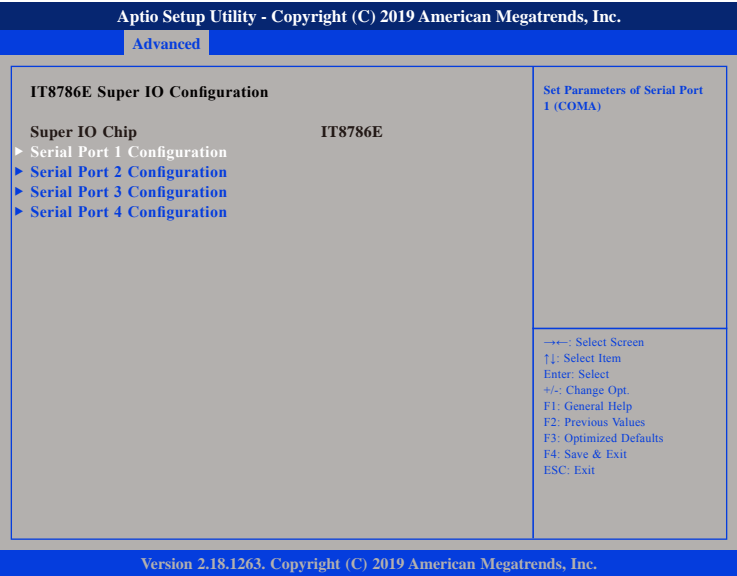 Aptio Setup Utility - Copyright (C) 2019 American Megatrends, Inc.
Advanced
IT8786E Super IO Configuration
Super IO Chip IT8786E
► Serial Port 1 Configuration
► Serial Port 2 Configuration
► Serial Port 3 Configuration
► Serial Port 4 Configuration
Set Parameters of Serial Port
1 (COMA)
→←: Select Screen
↑↓: Select Item
Enter: Select
+/-: Change Opt.
F1: General Help
F2: Previous Values
F3: Optimized Defaults
F4: Save & Exit
ESC: Exit
Version 2.18.1263. Copyright (C) 2019 American Megatrends, Inc.